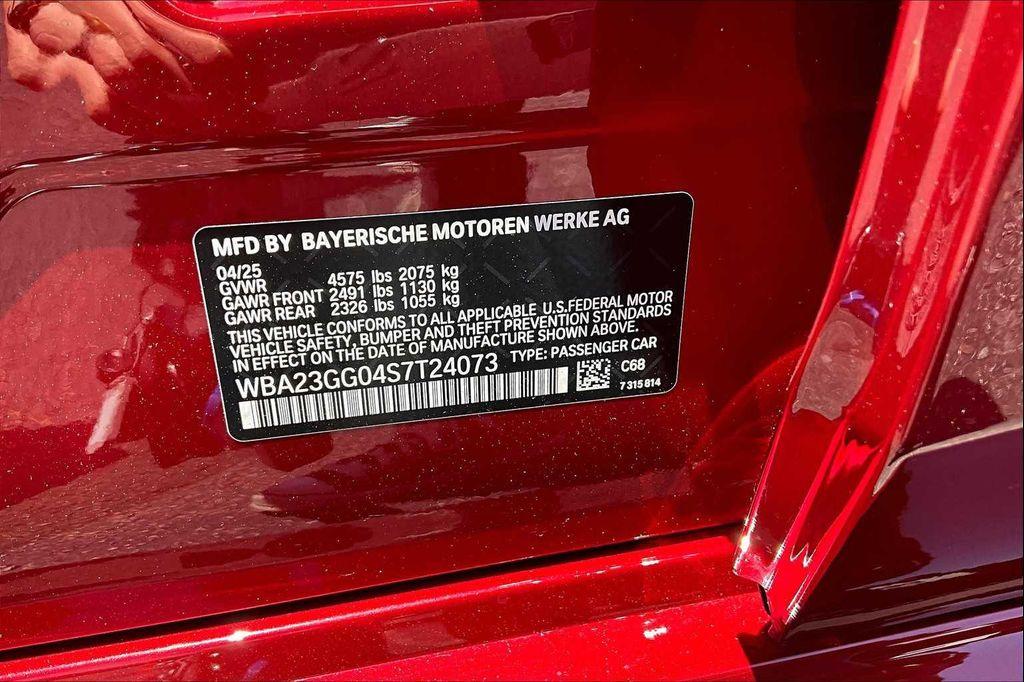 MFD BY BAYERISCHE MOTOREN WERKE AG
04/25
GVWR 4575 lbs 2075 kg
GAWR FRONT 2491 lbs 1130 kg
GAWR REAR 2326 lbs 1055 kg
THIS VEHICLE CONFORMS TO ALL APPLICABLE U.S.FEDERAL MOTOR
VEHICLE SAFETY, BUMPER AND THEFT PREVENTION STANDARDS
IN EFFECT ON THE DATE OF MANUFACTURE SHOWN ABOVE.
WBA23GG04S7T24073 TYPE: PASSENGER CAR
C68
7 315 814